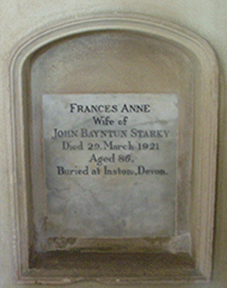 FRANCES ANNE
Wife of
JOHN BAYNTUN STARKY
Died 29. March 1921
Aged 86.
Buried at Instow, Devon.